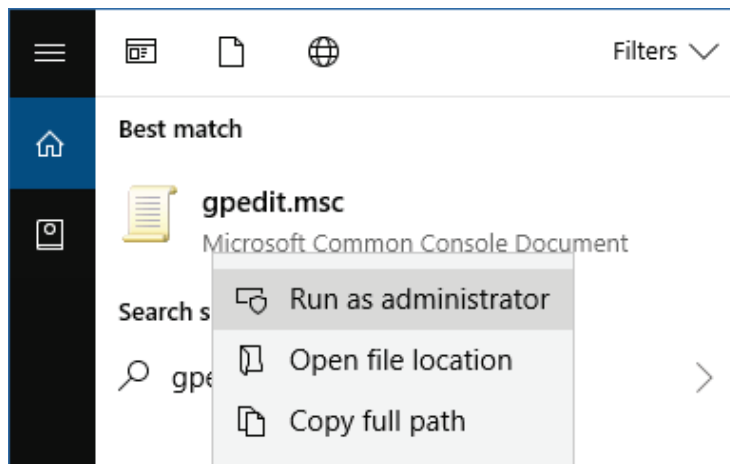 Filters
Best match
gpedit.msc
Microsoft Common Console Document
Run as administrator
Search s
Open file location
gpe
Copy full path